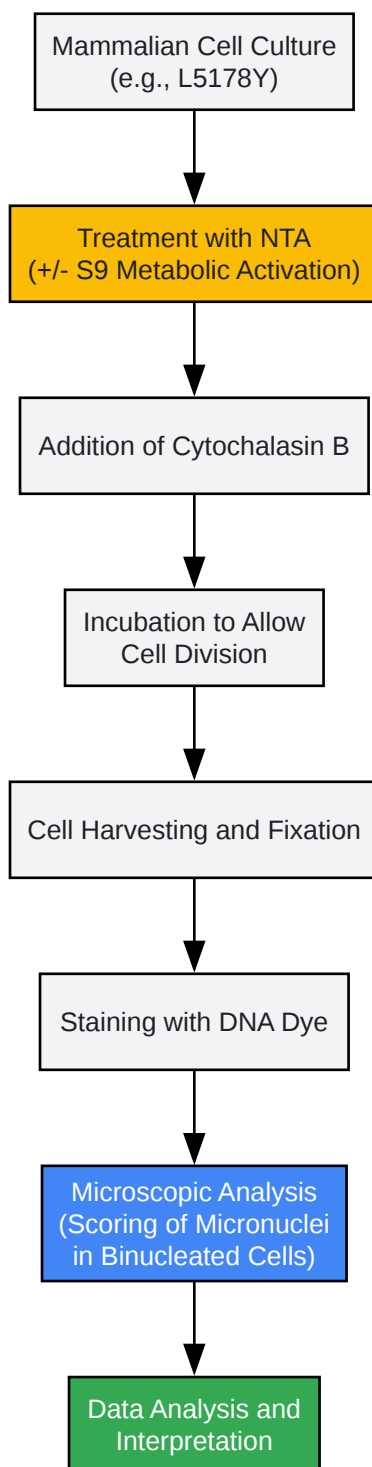 Mammalian Cell Culture
(e.g., L5178Y)
Treatment with NTA
(+/- S9 Metabolic Activation)
Addition of Cytochalasin B
Incubation to Allow
Cell Division
Cell Harvesting and Fixation
Staining with DNA Dye
Microscopic Analysis
(Scoring of Micronuclei
in Binucleated Cells)
Data Analysis and
Interpretation